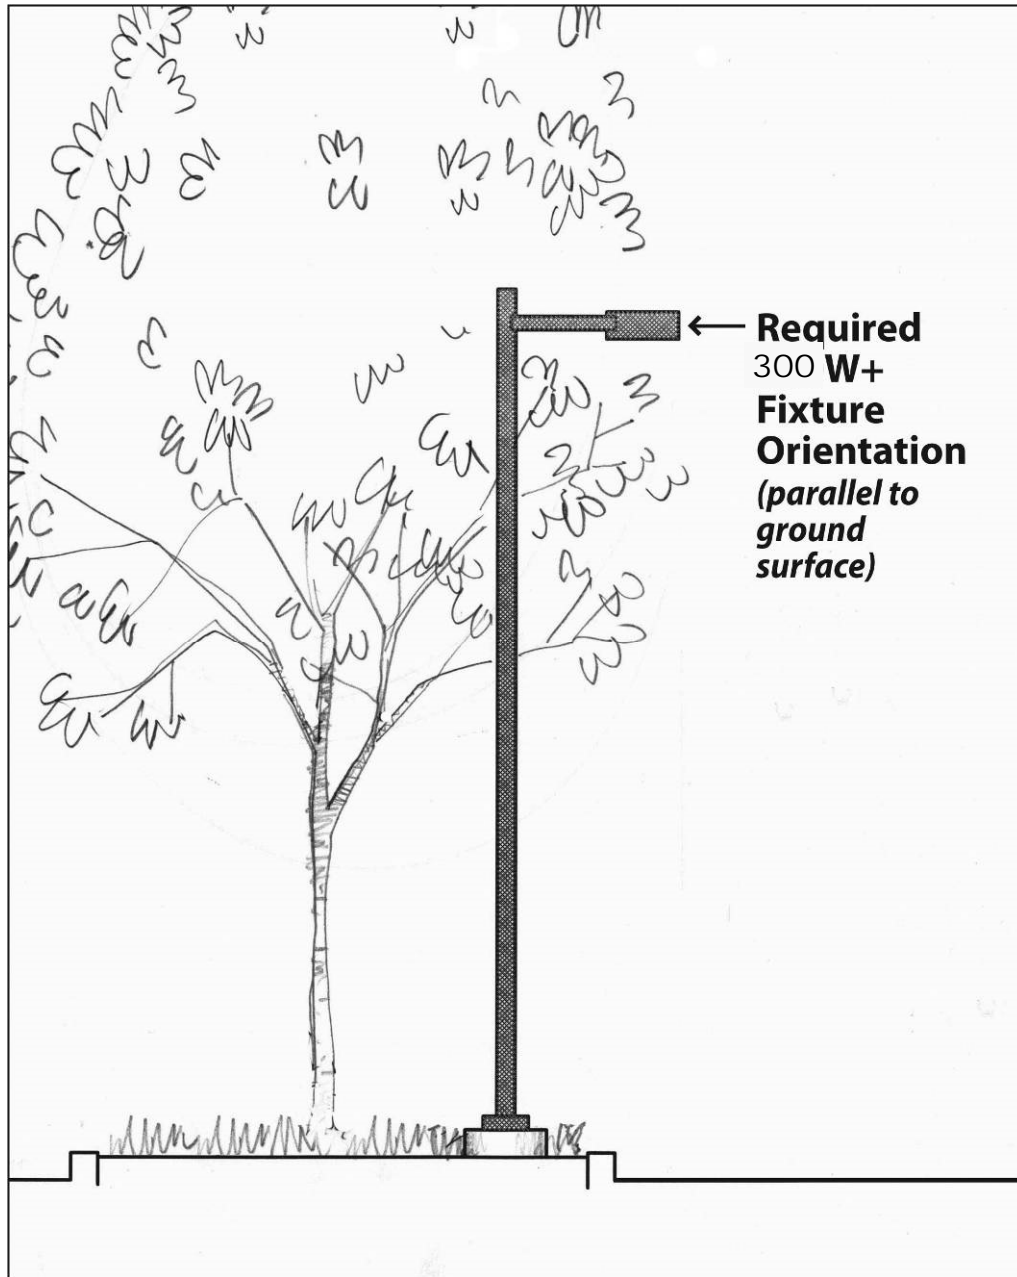 Required
300 W+
Fixture
Orientation
(parallel to
ground
surface)